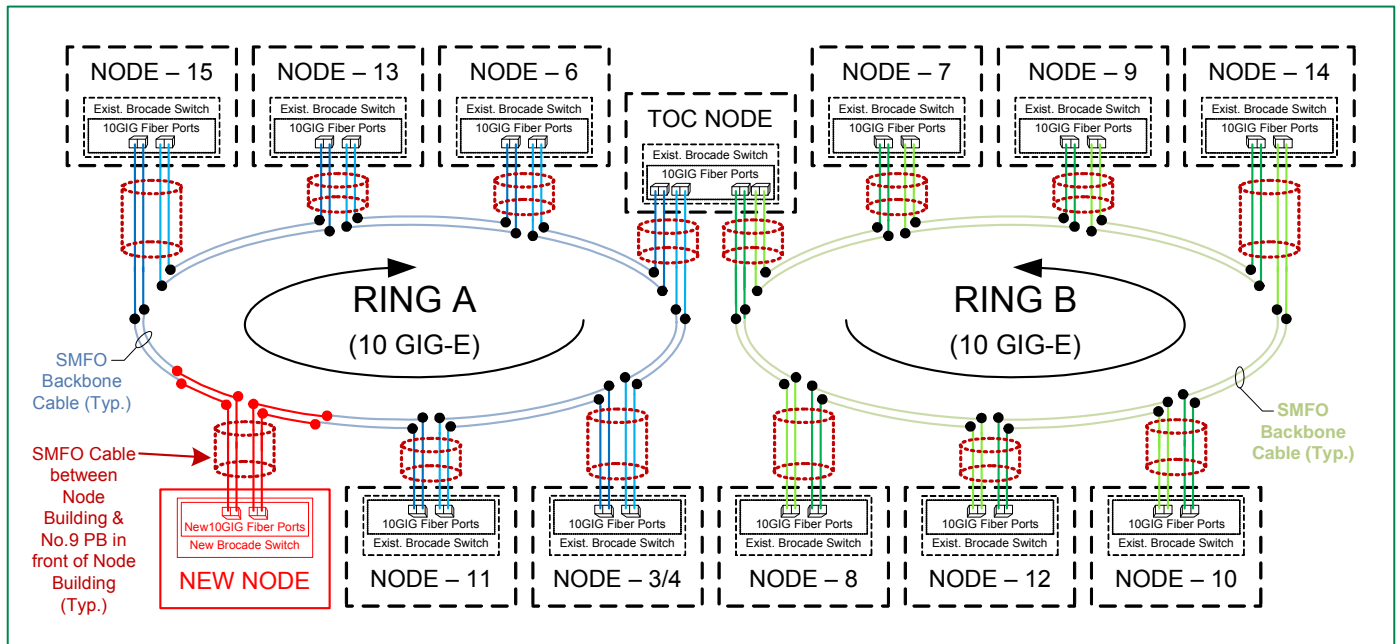 NODE – 15
Exist. Brocade Switch
10GIG Fiber Ports
NODE – 13
Exist. Brocade Switch
10GIG Fiber Ports
NODE – 6
Exist. Brocade Switch
10GIG Fiber Ports
TOC NODE
Exist. Brocade Switch
10GIG Fiber Ports
NODE – 7
Exist. Brocade Switch
10GIG Fiber Ports
NODE – 9
Exist. Brocade Switch
10GIG Fiber Ports
NODE – 14
Exist. Brocade Switch
10GIG Fiber Ports
RING A
(10 GIG-E)
RING B
(10 GIG-E)
SMFO
Backbone
Cable (Typ.)
SMFO
Backbone
Cable (Typ.)
SMFO Cable
between
Node
Building &
No.9 PB in
front of Node
Building
(Typ.)
New10GIG Fiber Ports
New Brocade Switch
NEW NODE
10GIG Fiber Ports
Exist. Brocade Switch
NODE – 11
10GIG Fiber Ports
Exist. Brocade Switch
NODE – 3/4
10GIG Fiber Ports
Exist. Brocade Switch
NODE – 8
10GIG Fiber Ports
Exist. Brocade Switch
NODE – 12
10GIG Fiber Ports
Exist. Brocade Switch
NODE – 10